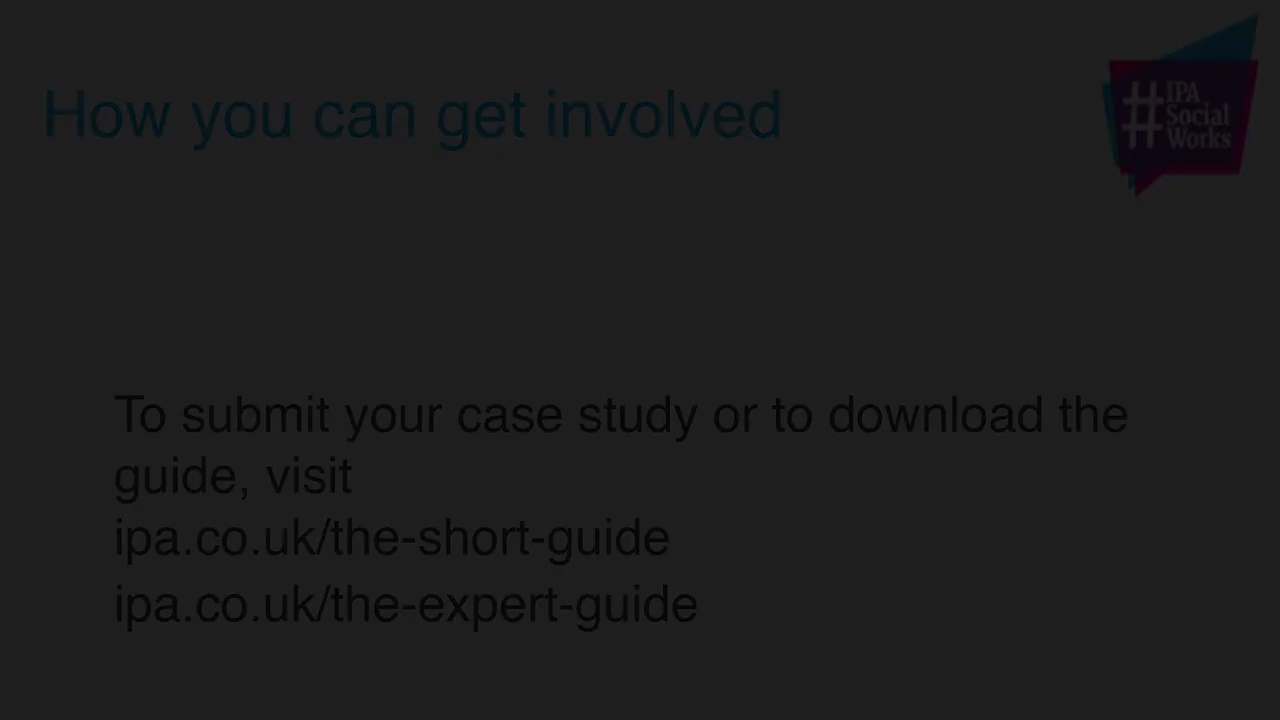 How you can get involved
#IPA
Social
Works
To submit your case study or to download the
guide, visit
ipa.co.uk/the-short-guide
ipa.co.uk/the-expert-guide